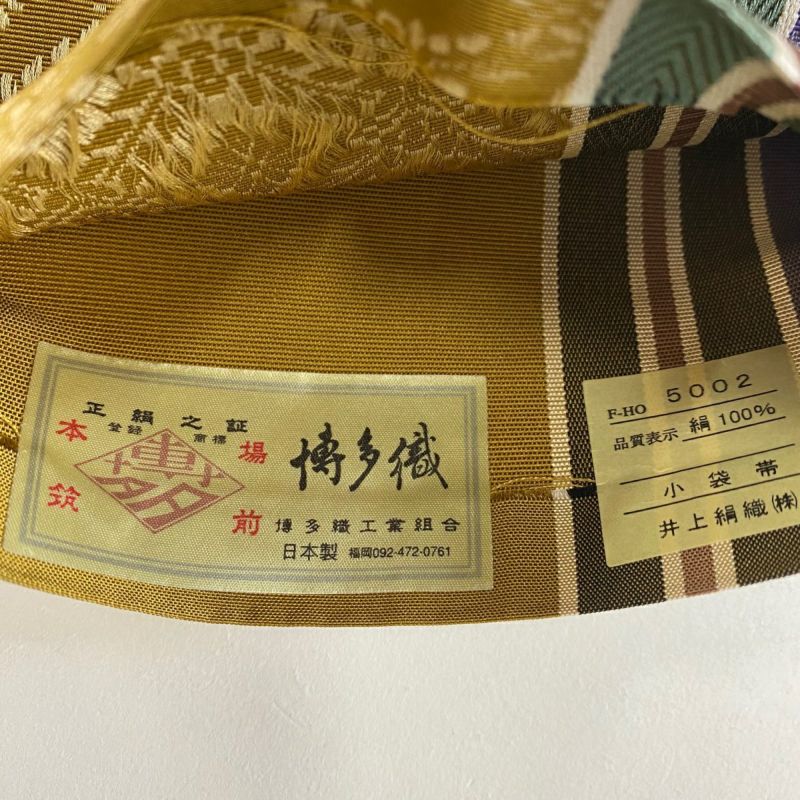 正絹之証
登録商標
本場
筑前
博多
博多織
博多織工業組合
日本製 福岡092-472-0761
F-HO 5002
品質表示 絹100%
小袋帯
井上絹織(株)